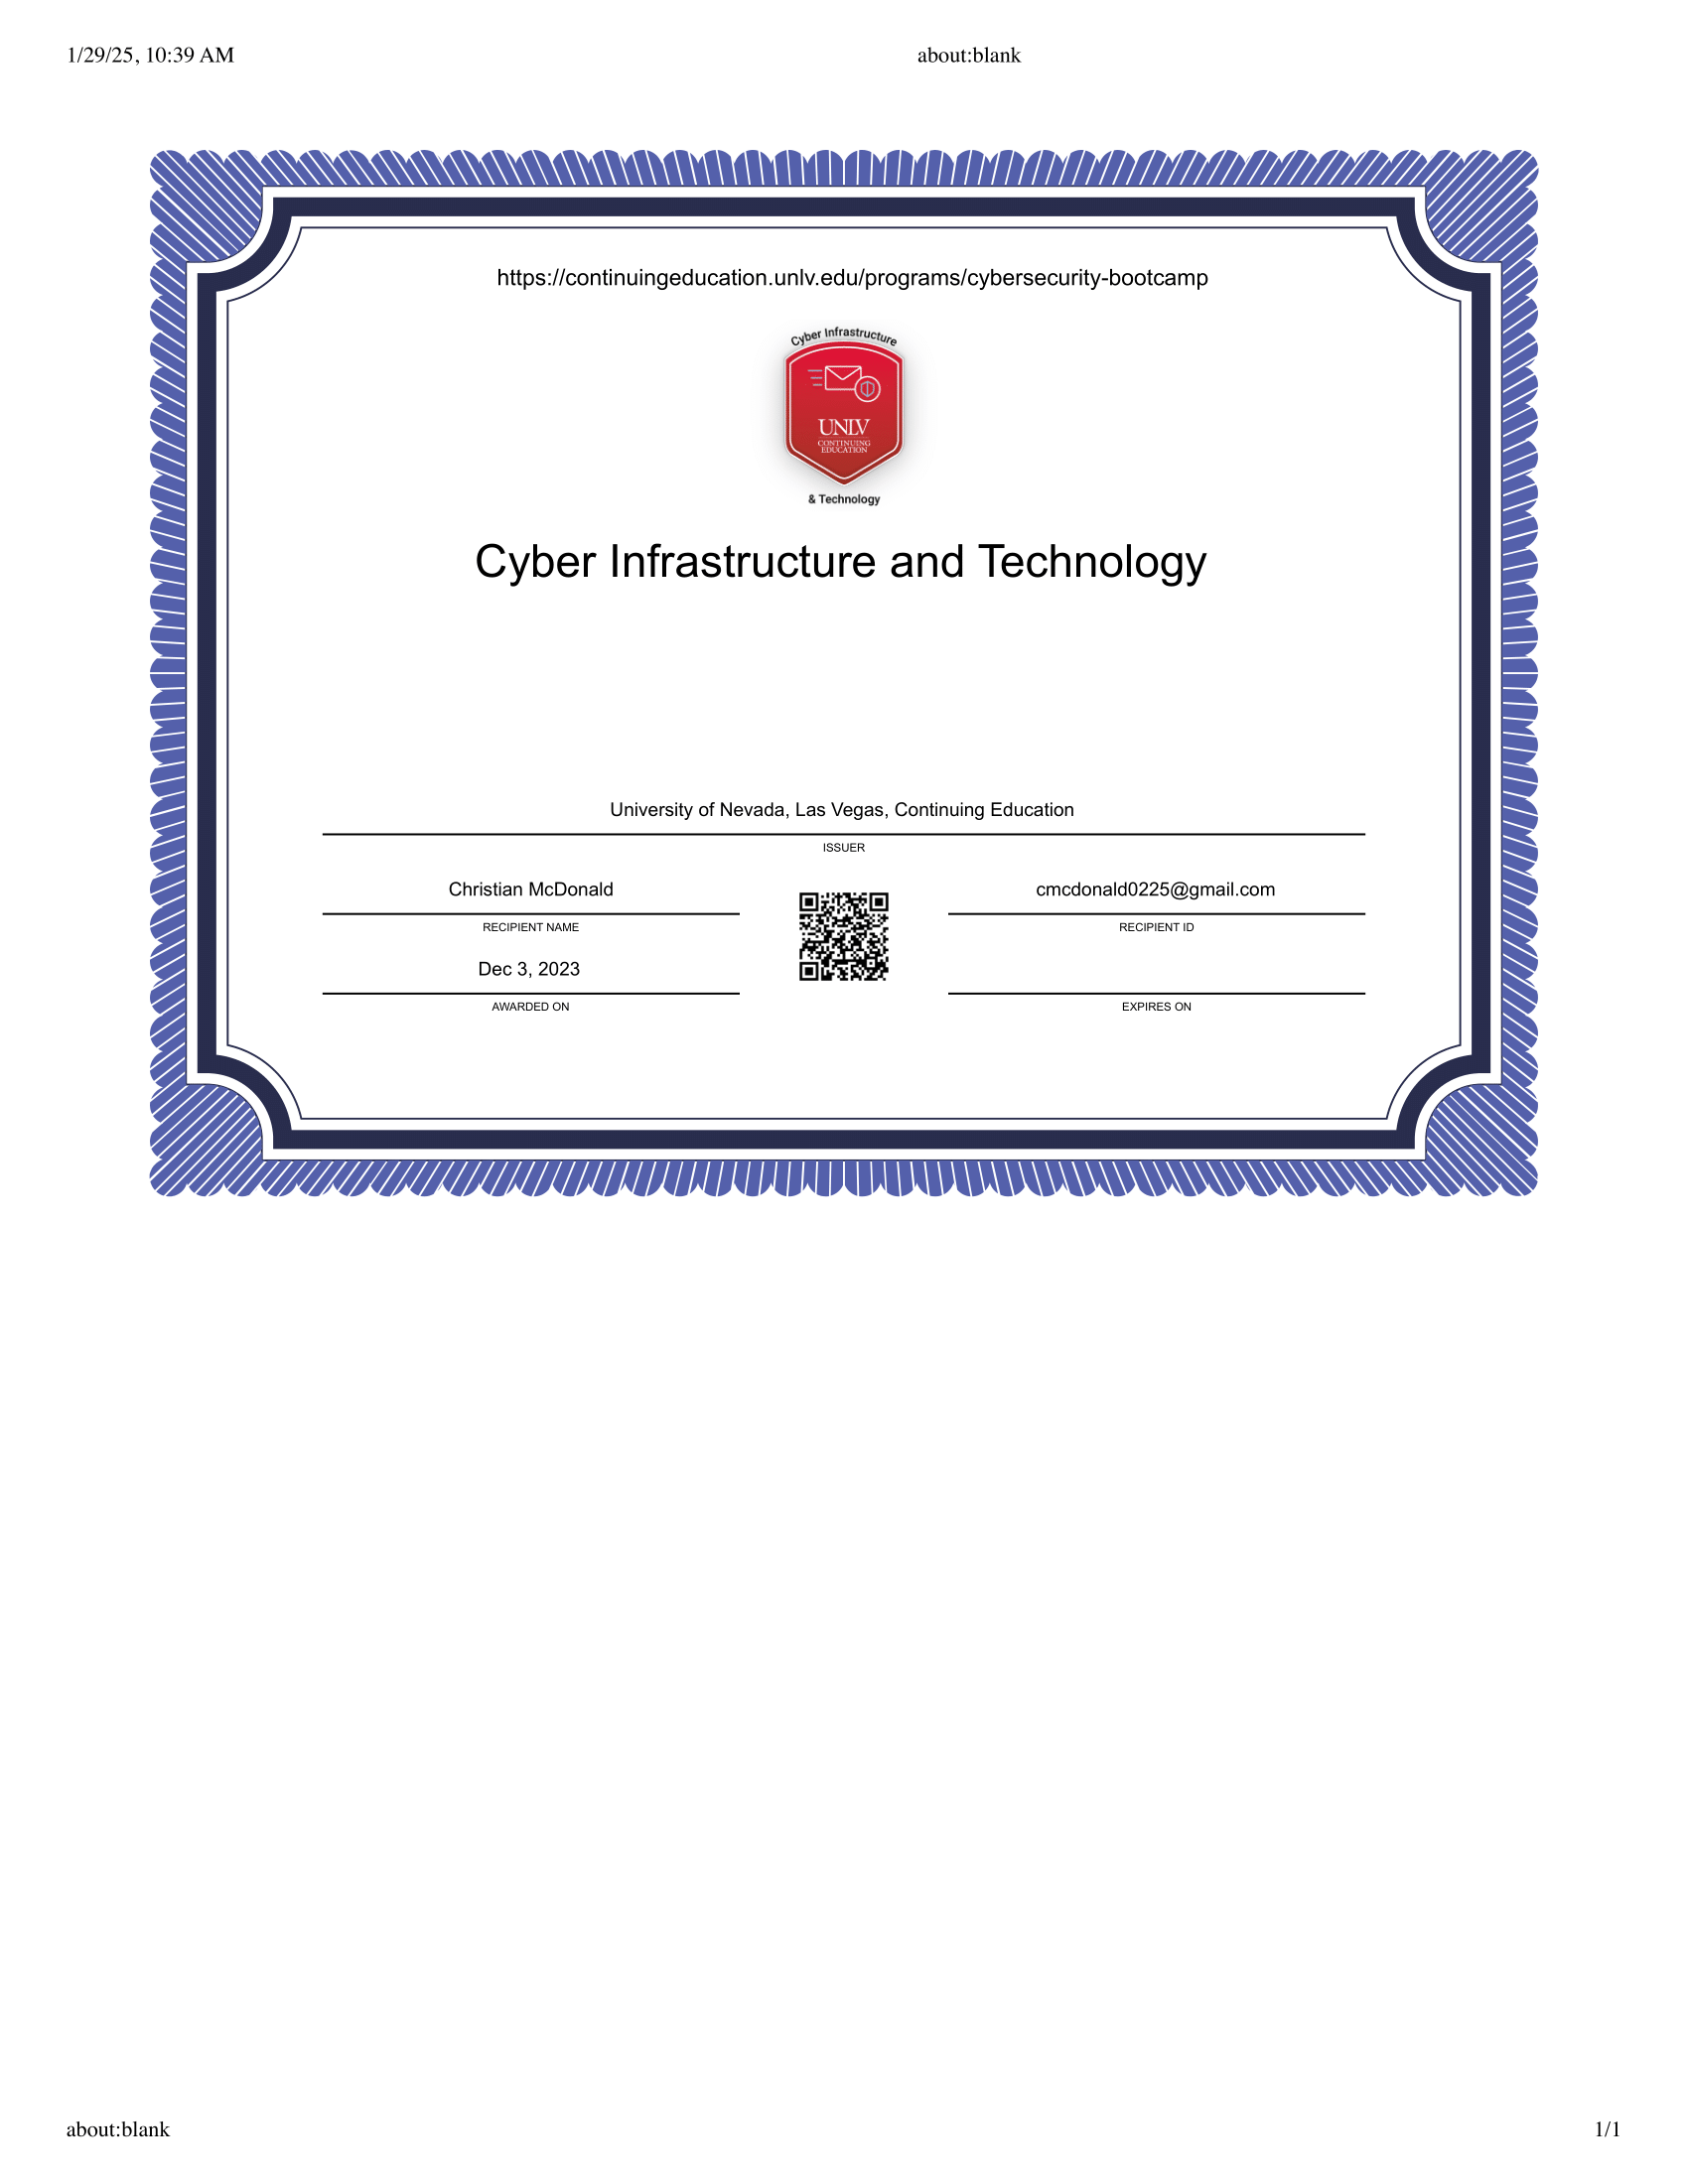 1/29/25, 10:39 AM
about:blank
https://continuingeducation.unlv.edu/programs/cybersecurity-bootcamp
Cyber Infrastructure
UNLV
CONTINUING
EDUCATION
& Technology
Cyber Infrastructure and Technology
University of Nevada, Las Vegas, Continuing Education
ISSUER
Christian McDonald
cmcdonald0225@gmail.com
RECIPIENT NAME
RECIPIENT ID
Dec 3, 2023
AWARDED ON
EXPIRES ON
about:blank
1/1